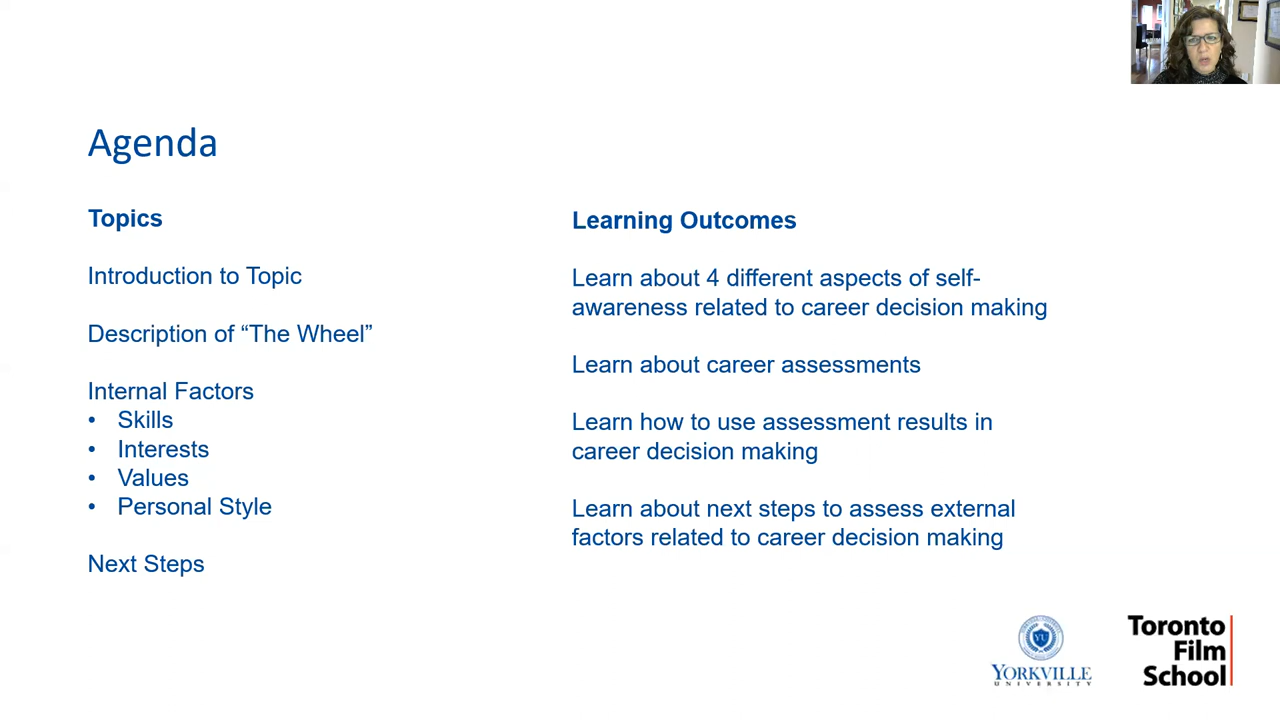 Agenda
Topics
Introduction to Topic
Description of “The Wheel”
Internal Factors
• Skills
• Interests
• Values
• Personal Style
Next Steps
Learning Outcomes
Learn about 4 different aspects of self-
awareness related to career decision making
Learn about career assessments
Learn how to use assessment results in
career decision making
Learn about next steps to assess external
factors related to career decision making
YU
YORKVILLE
UNIVERSITY
Toronto
Film
School